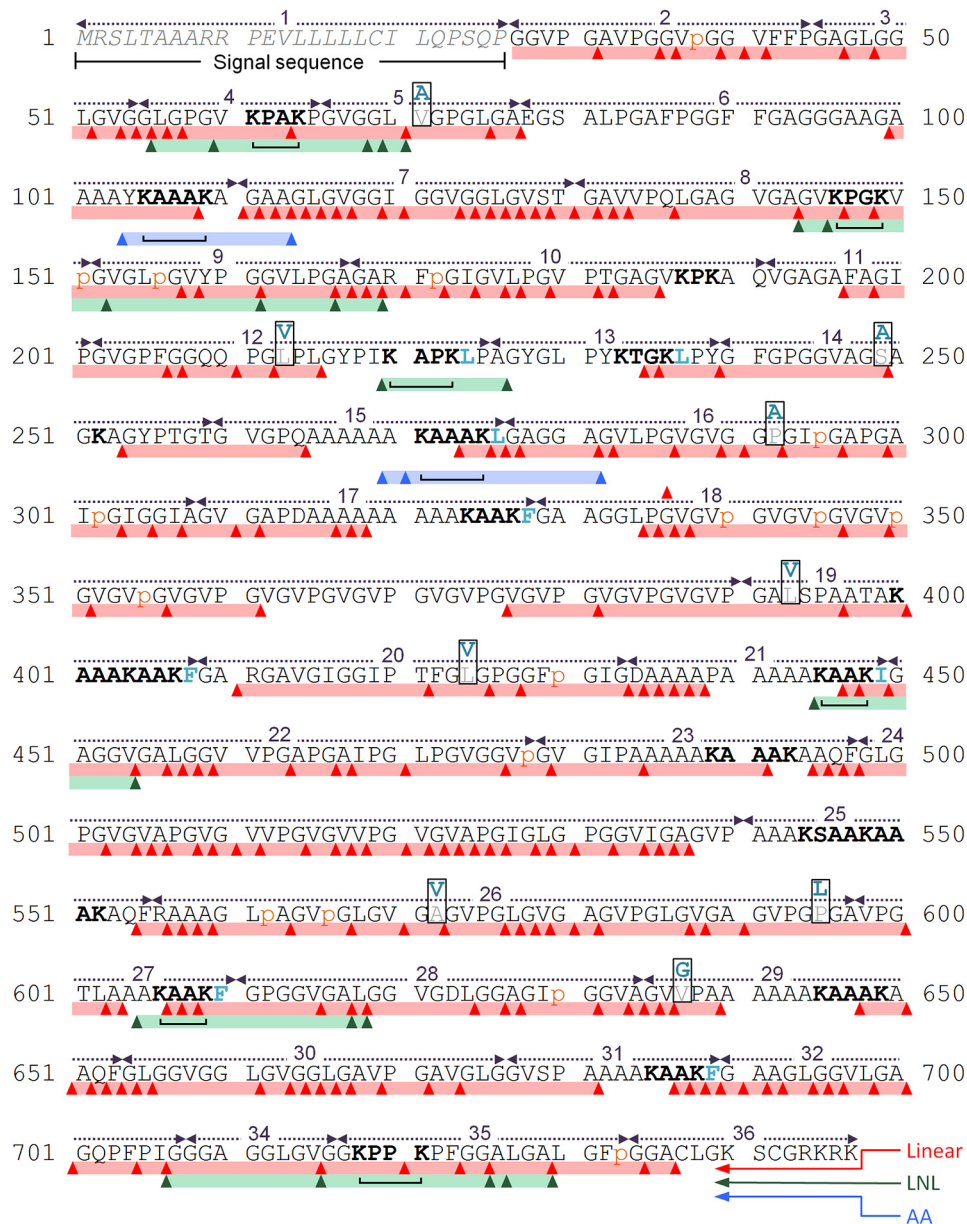 1
2
3
1 MRSLTAAARR PEVLLLLLCI LQPSQPGGVP GAVPGGVpGG VFFPGAGLGG 50
Signal sequence
4 5 6
A
51 LGVGGLGPGV KPAKPGVGGL VGPGLGAEGS ALPGAFPGGF FGAGGGAAGA 100
7 8
101 AAAYKAAAKA GAAGLGVGGI GGVGGLGVST GAVVPQLGAG VGAGVKPGKV 150
9 10 11
151 pGVGLpGVYP GGVLPGAGAR FpGIGVLPGV PTGAGVKPKA QVGAGAFAGI 200
V A
12 13 14
201 PGVGPFGGQQ PGLPLGYPIK APKLPAGYGL PYKTGKLPYG FGPGGVAGSA 250
A
15 16
251 GKAGYPTGTG VGPQAAAAAA KAAAKLGAGG AGVLPGVGVG GPGIpGAPGA 300
17 18
301 IpGIGGIAGV GAPDAAAAAA AAAKAAKFGA AGGLPGVGVp GVGVpGVGVp 350
V
19
351 GVGVpGVGVP GVGVPGVGVP GVGVPGVGVP GVGVPGVGVP GALSPAATAK 400
V
20 21
401 AAAKAAKFGA RGAVGIGGIP TFGLGPGGFp GIGDAAAAPA AAAAKAAKIG 450
22 23 24
451 AGGVGALGGV VPGAPGAIPG LPGVGGVpGV GIPAAAAAKA AAKAAQFGLG 500
25
501 PGVGVAPGVG VVPGVGVVPG VGVAPGIGLG PGGVIGAGVP AAAKSAAKAA 550
V L
26
551 AKAQFRAAAG LpAGVpGLGV GAGVPGLGVG AGVPGLGVGA GVPGPGAVPG 600
G
27 28 29
601 TLAAAKAAKF GPGGVGALGG VGDLGGAGIp GGVAGVVPAA AAAAKAAAKA 650
30 31 32
651 AQFGLGGVGG LGVGGLGAVP GAVGLGGVSP AAAAKAAKFG AAGLGGVLGA 700
34 35 36
701 GQPFPIGGGA GGLGVGGKPP KPFGGALGAL GFpGGACLGK SCGRKRK
Linear
LNL
AA